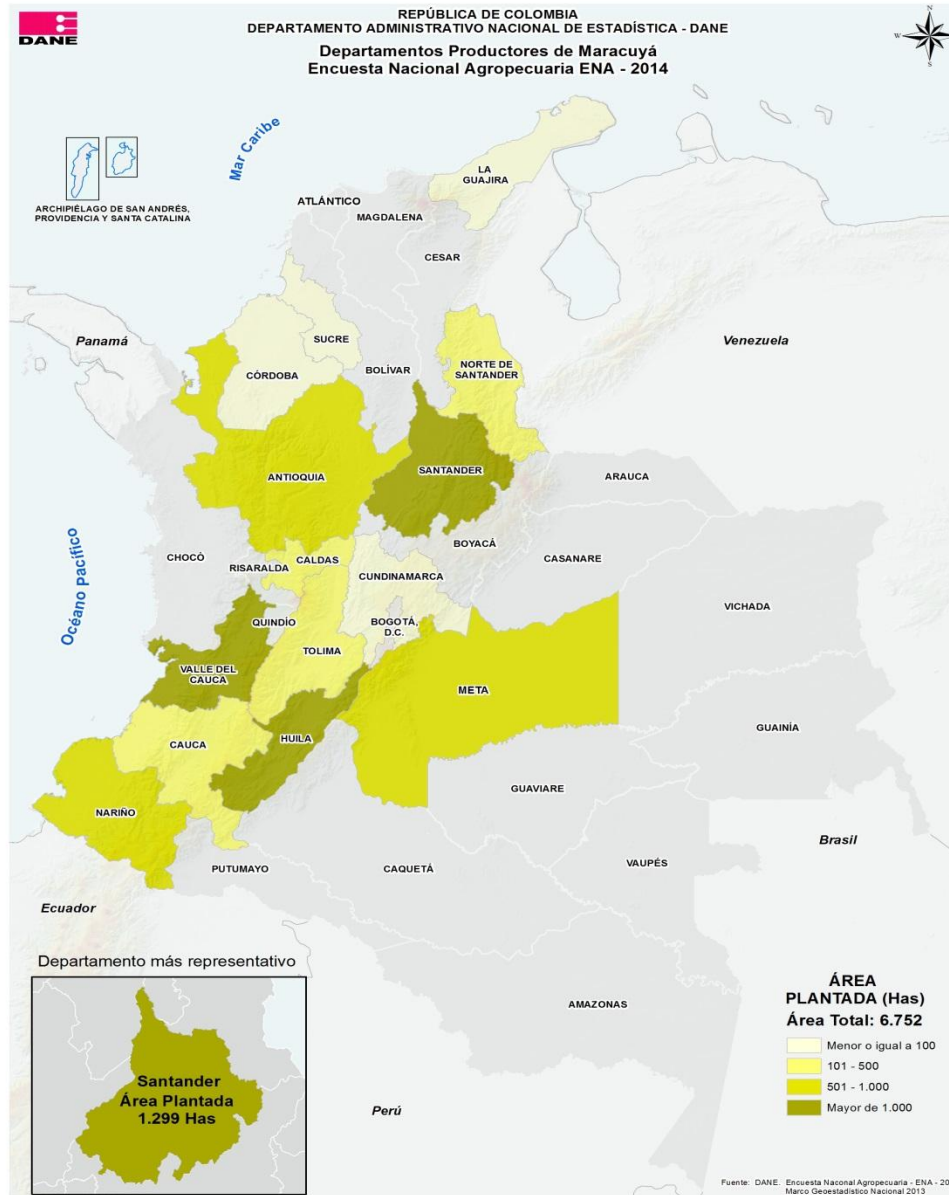 DANE
REPÚBLICA DE COLOMBIA
DEPARTAMENTO ADMINISTRATIVO NACIONAL DE ESTADÍSTICA - DANE
Departamentos Productores de Maracuyá
Encuesta Nacional Agropecuaria ENA - 2014
N
W
E
S
Mar Caribe
ARCHIPIÉLAGO DE SAN ANDRÉS,
PROVIDENCIA Y SANTA CATALINA
LA
GUAJIRA
ATLÁNTICO
MAGDALENA
CESAR
Panamá
SUCRE
Venezuela
CÓRDOBA
BOLÍVAR
NORTE DE
SANTANDER
ANTIOQUIA
SANTANDER
ARAUCA
Océano pacífico
CHOCÒ
BOYACÁ
CASANARE
RISARALDA
CALDAS
CUNDINAMARCA
VICHADA
QUINDÍO
BOGOTÁ,
D.C.
TOLIMA
VALLE DEL
CAUCA
META
GUAINÍA
CAUCA
HUILA
GUAVIARE
NARIÑO
Brasil
PUTUMAYO
CAQUETÁ
VAUPÉS
Ecuador
Departamento más representativo
Santander
Área Plantada
1.299 Has
AMAZONAS
Perú
ÁREA
PLANTADA (Has)
Área Total: 6.752
Menor o igual a 100
101 - 500
501 - 1.000
Mayor de 1.000
Fuente: DANE. Encuesta Naconal Agropecuaria - ENA - 20
Marco Geoestadístico Nacional 2013